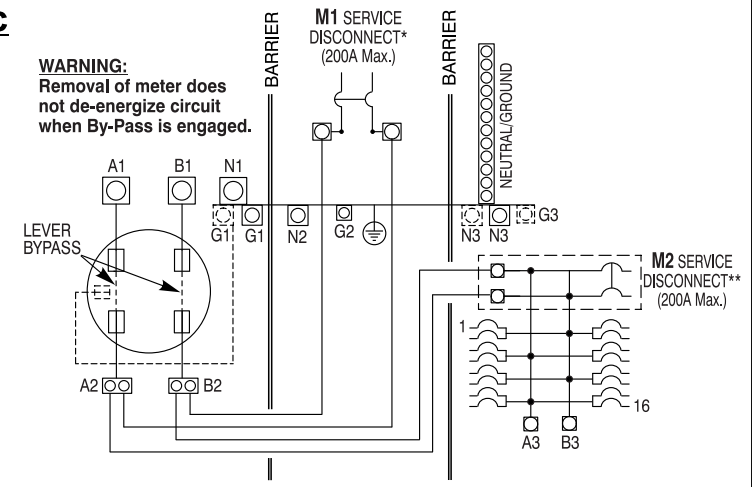 C
WARNING:
Removal of meter does
not de-energize circuit
when By-Pass is engaged.
BARRIER
M1 SERVICE
DISCONNECT*
(200A Max.)
BARRIER
NEUTRAL/GROUND
A1
B1
N1
G1
G1
N2
G2
N3
N3
G3
LEVER
BYPASS
M2 SERVICE
DISCONNECT**
(200A Max.)
1
16
A2
B2
A3
B3